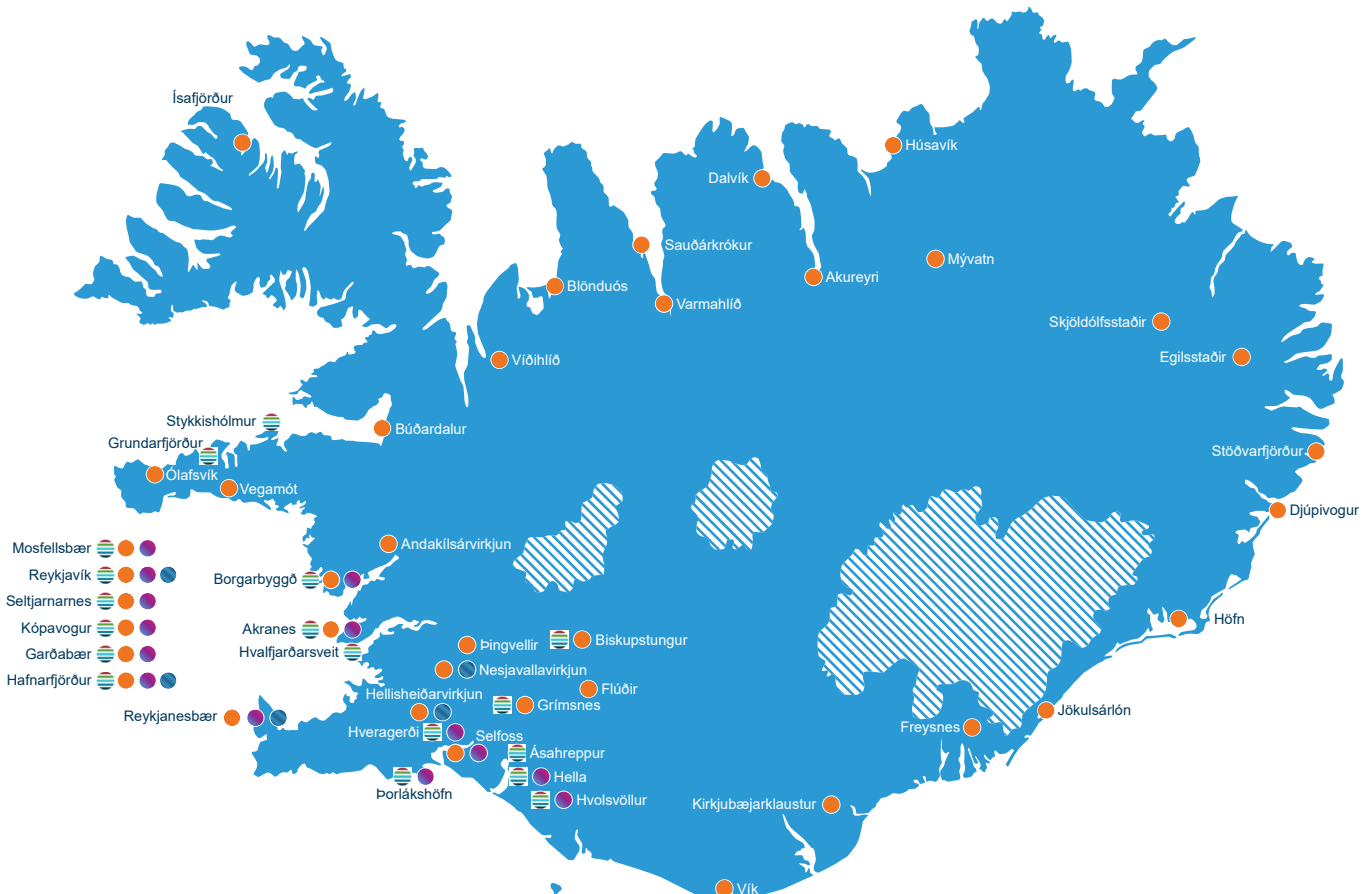 Ísafjörður
Húsavík
Dalvík
Sauðárkrókur
Mývatn
Akureyri
Blönduós
Varmahlíð
Skjöldólfsstaðir
Egilsstaðir
Víðihlíð
Stykkishólmur
Búðardalur
Grundarfjörður
Stöðvarfjörður
Ólafsvík
Vegamót
Djúpivogur
Andakílsárvirkjun
Mosfellsbær
Reykjavík
Borgarbyggð
Seltjarnarnes
Höfn
Kópavogur
Akranes
Biskupstungur
Þingvellir
Hvalfjarðarsveit
Garðabær
Nesjavallavirkjun
Hafnarfjörður
Flúðir
Hellisheiðarvirkjun
Grímsnes
Jökulsárlón
Reykjanesbær
Freysnes
Hveragerði
Selfoss
Ásahreppur
Hella
Þorlákshöfn
Hvolsvöllur
Kirkjubæjarklaustur
Vík